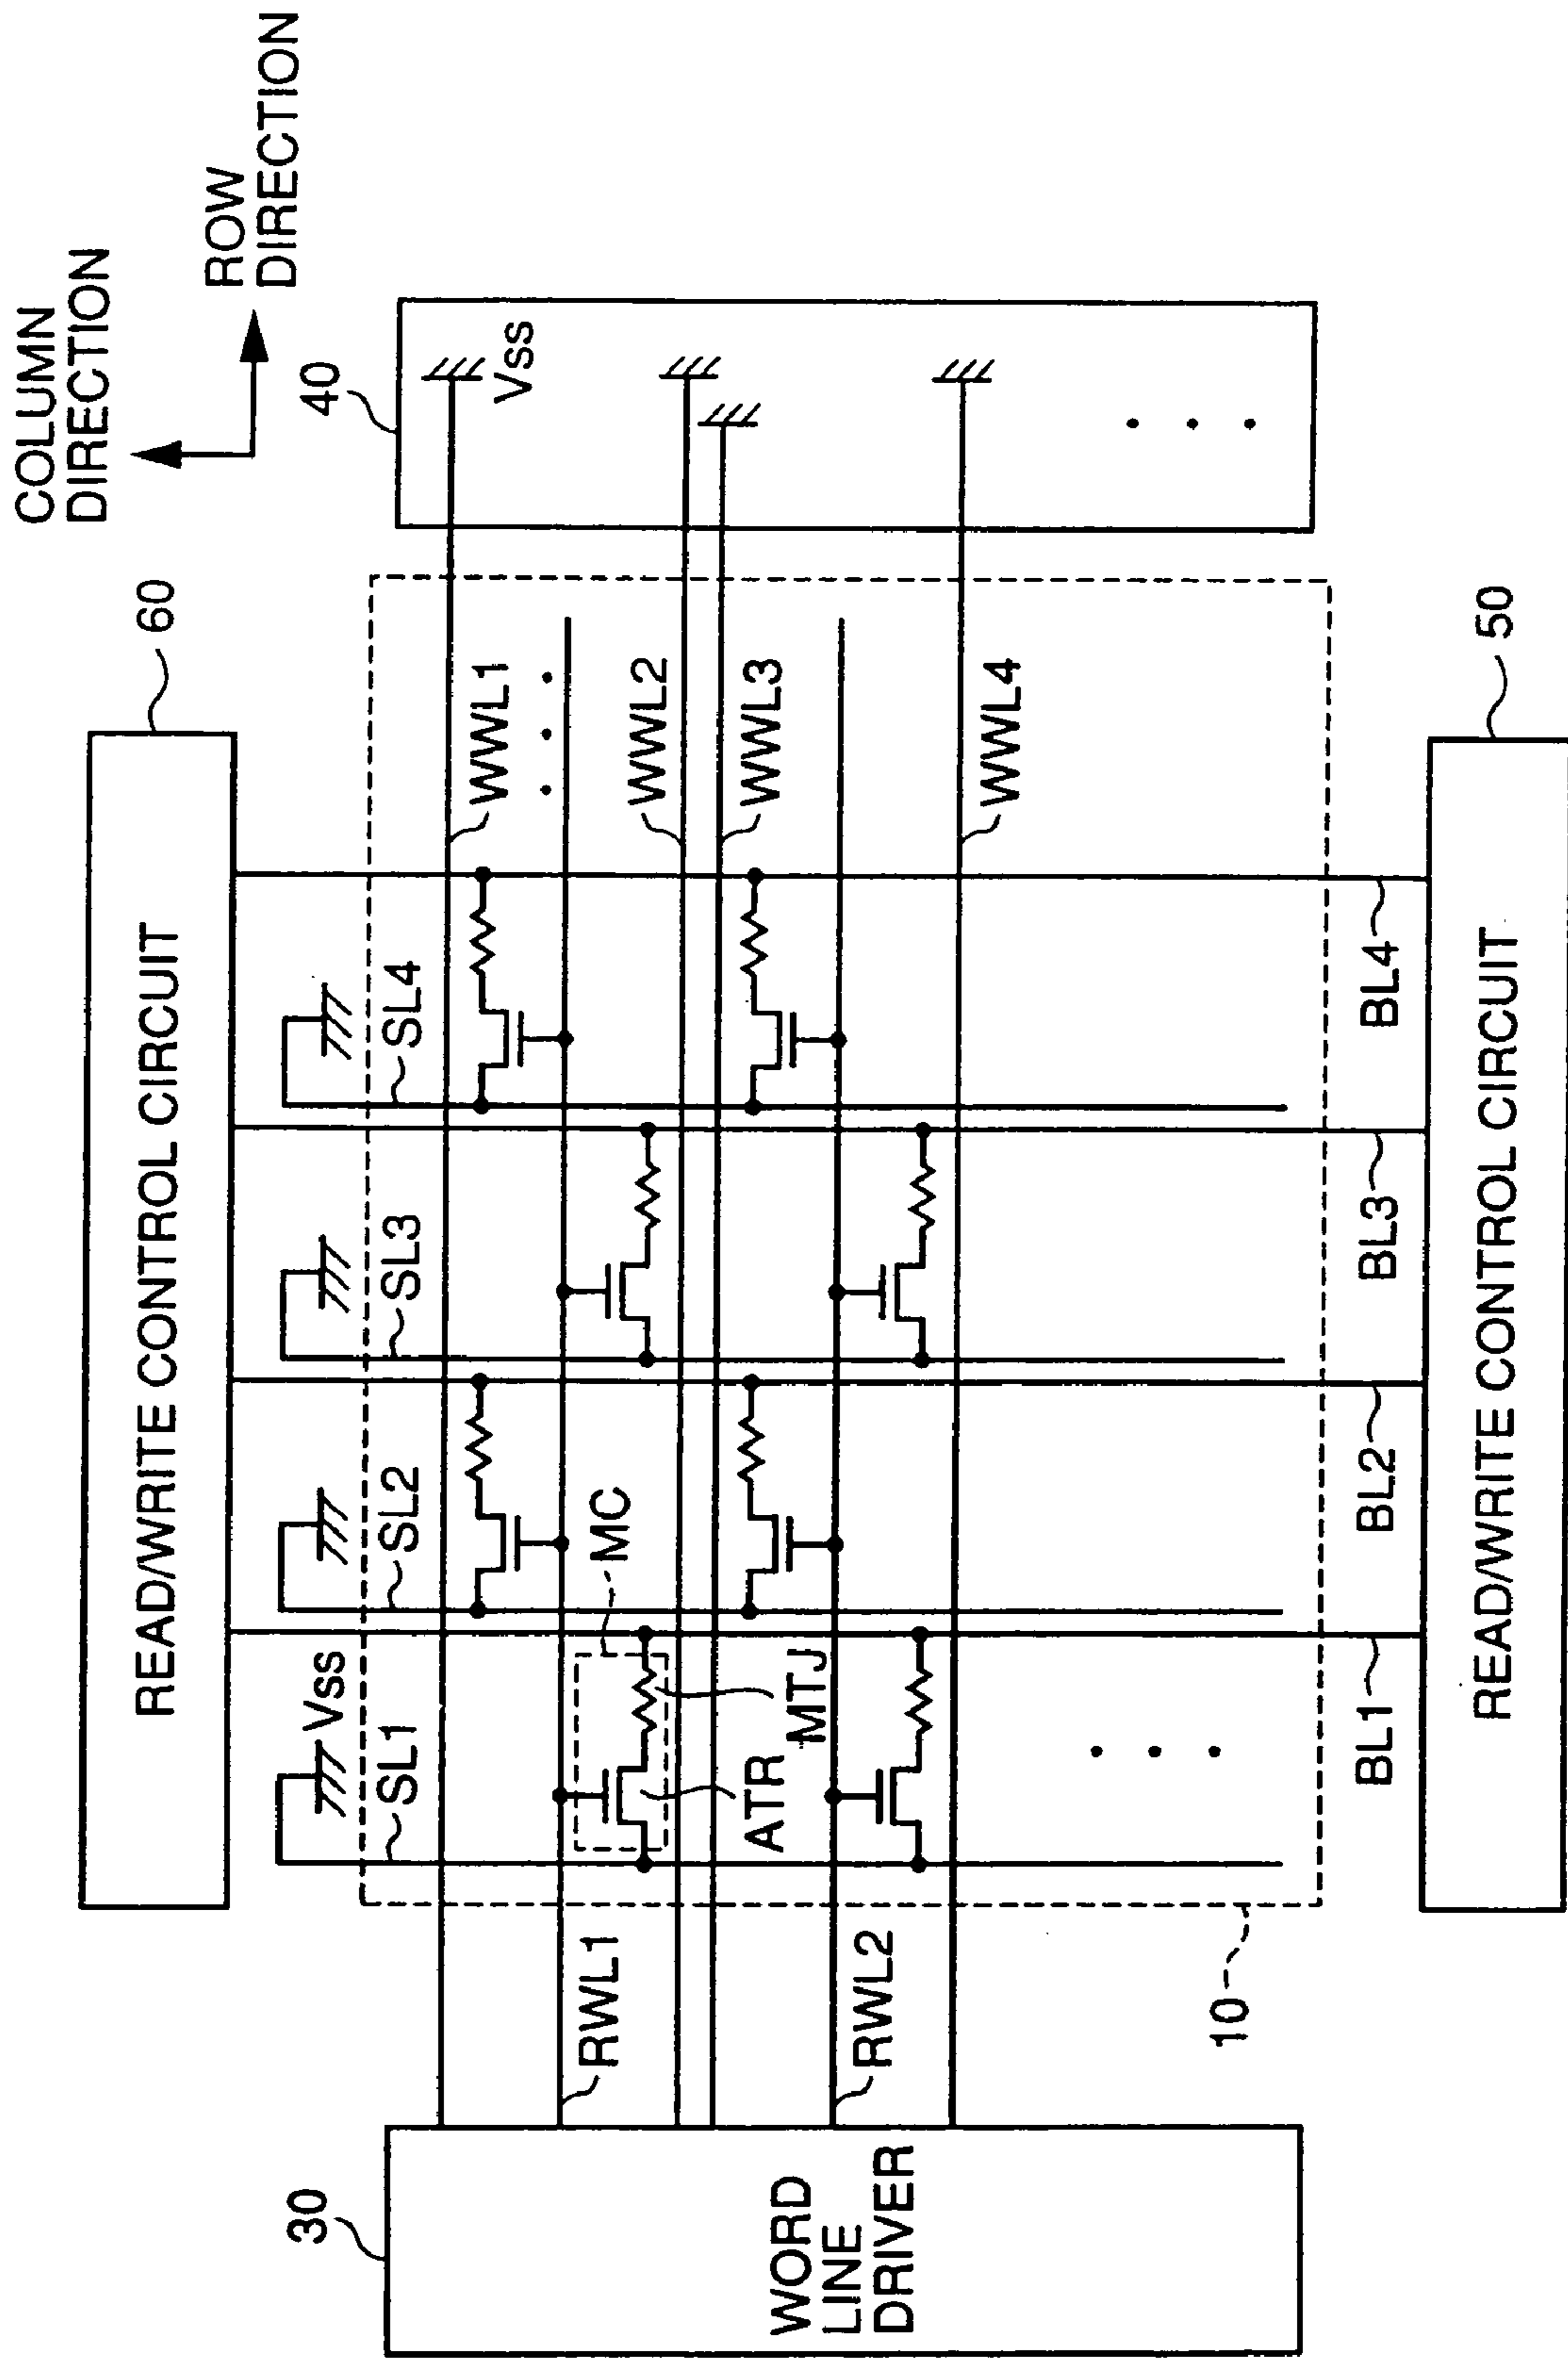 COLUMN
DIRECTION
ROW
DIRECTION
60
READ/WRITE CONTROL CIRCUIT
40
Vss
Vss
SL1
SL2
SL3
SL4
WWL1
MC
RWL1
WWL2
30
WORD
LINE
DRIVER
ATR
MTJ
WWL3
RWL2
WWL4
10
BL1
BL2
BL3
BL4
50
READ/WRITE CONTROL CIRCUIT